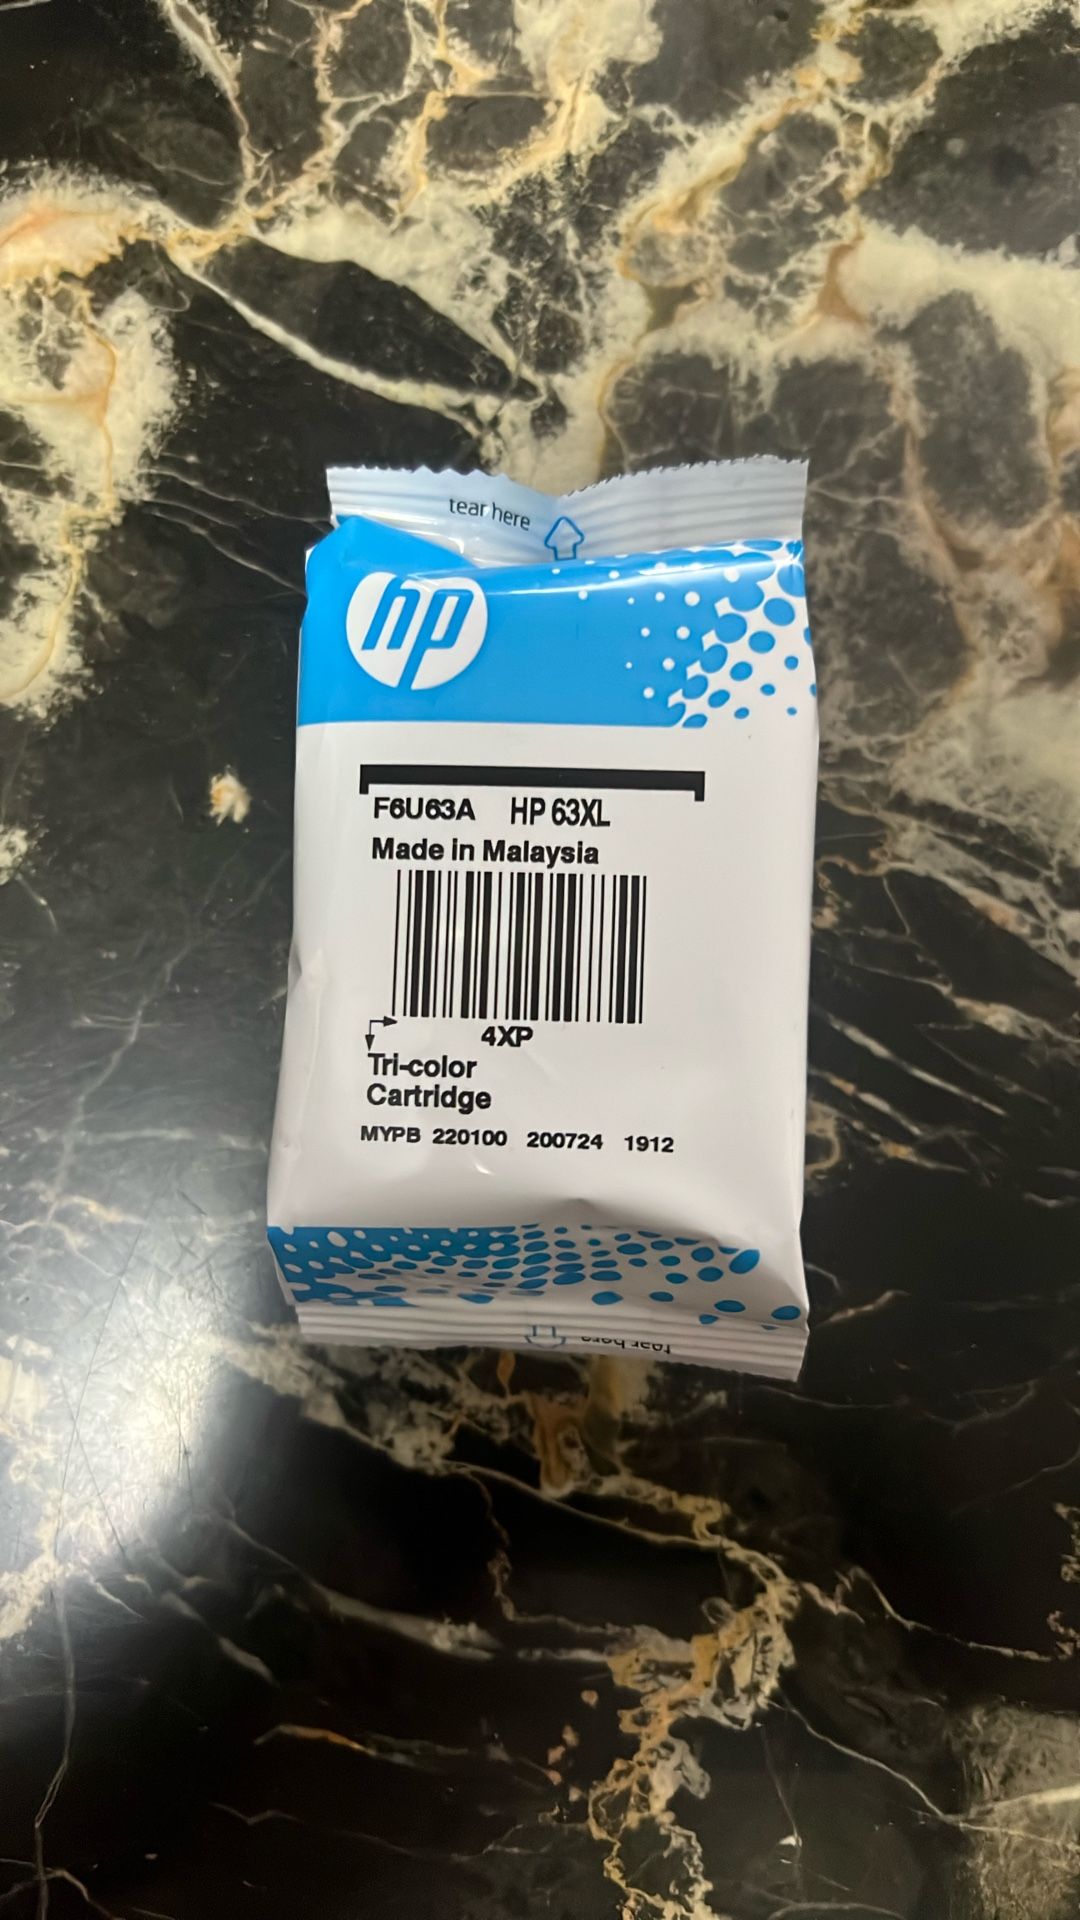 tear here
hp
F6U63A HP 63XL
Made in Malaysia
4XP
Tri-color
Cartridge
MYPB 220100 200724 1912
tear here